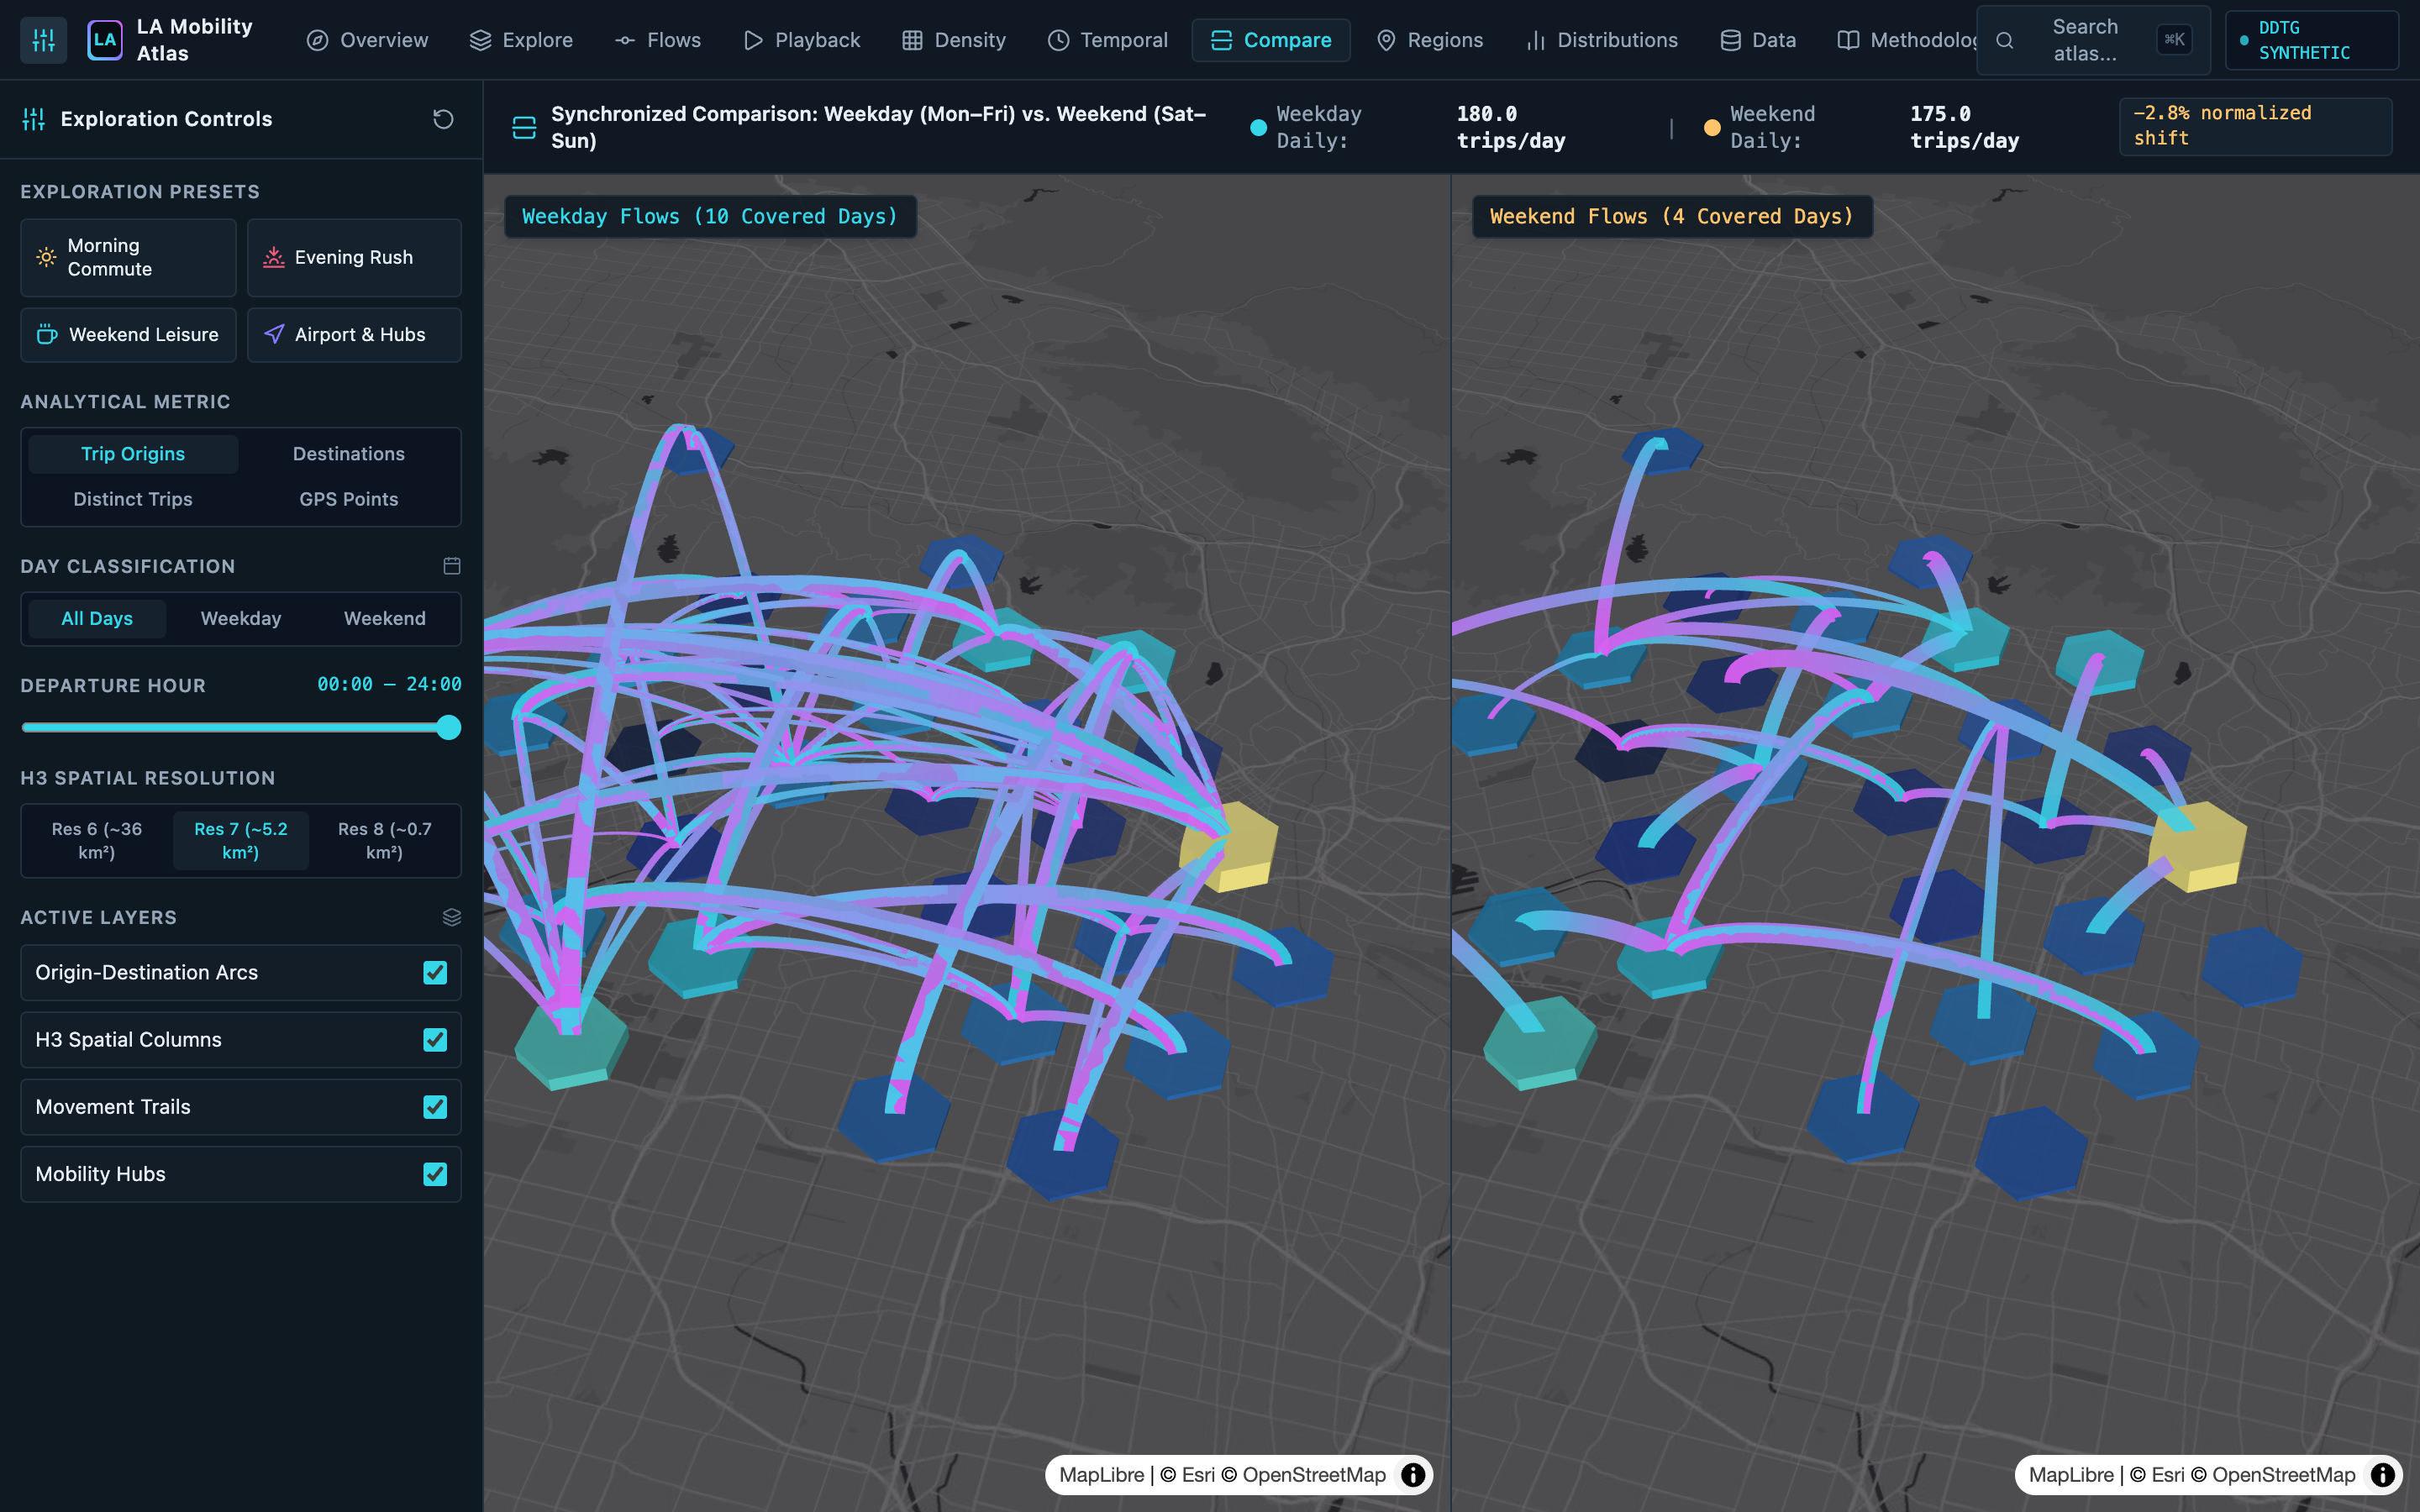 LA
LA Mobility
Atlas
Overview
Explore
Flows
Playback
Density
Temporal
Compare
Regions
Distributions
Data
Methodolog
Search
atlas...
⌘K
DDTG
SYNTHETIC
Exploration Controls
Synchronized Comparison: Weekday (Mon–Fri) vs. Weekend (Sat–
Sun)
Weekday
Daily:
180.0
trips/day
|
Weekend
Daily:
175.0
trips/day
−2.8% normalized
shift
EXPLORATION PRESETS
Morning
Commute
Evening Rush
Weekend Leisure
Airport & Hubs
ANALYTICAL METRIC
Trip Origins
Destinations
Distinct Trips
GPS Points
DAY CLASSIFICATION
All Days
Weekday
Weekend
DEPARTURE HOUR
00:00 – 24:00
H3 SPATIAL RESOLUTION
Res 6 (~36
km²)
Res 7 (~5.2
km²)
Res 8 (~0.7
km²)
ACTIVE LAYERS
Origin-Destination Arcs
H3 Spatial Columns
Movement Trails
Mobility Hubs
Weekday Flows (10 Covered Days)
Weekend Flows (4 Covered Days)
MapLibre | © Esri © OpenStreetMap
MapLibre | © Esri © OpenStreetMap